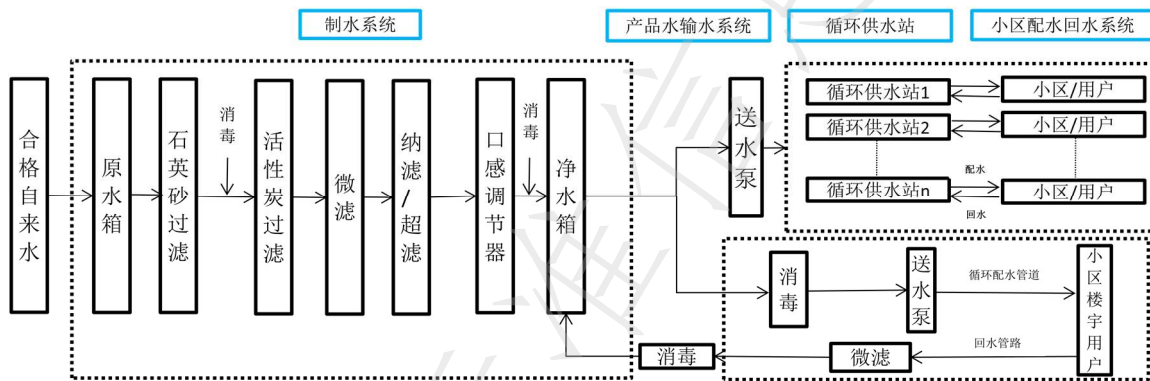 制水系统
产品水输水系统
循环供水站
小区配水回水系统
合格自来水
原水箱
石英砂过滤
消毒
活性炭过滤
微滤
纳滤/超滤
口感调节器
消毒
净水箱
送水泵
循环供水站1
小区/用户
循环供水站2
小区/用户
循环供水站n
配水
回水
小区/用户
消毒
送水泵
循环配水管道
小区楼宇用户
回水管路
微滤
消毒